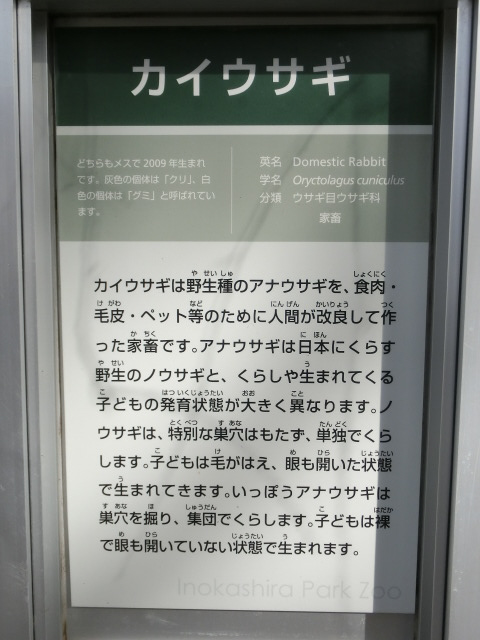 カイウサギ
どちらもメスで2009年生まれ
です。灰色の個体は「クリ」、白
色の個体は「グミ」と呼ばれてい
ます。
英名 Domestic Rabbit
学名 Oryctolagus cuniculus
分類 ウサギ目ウサギ科
家畜
カイウサギは野生種のアナウサギを、食肉・
毛皮・ペット等のために人間が改良して作
った家畜です。アナウサギは日本にくらす
野生のノウサギと、くらしや生まれてくる
子どもの発育状態が大きく異なります。ノ
ウサギは、特別な巣穴はもたず、単独でくら
します。子どもは毛がはえ、眼も開いた状態
で生まれてきます。いっぽうアナウサギは
巣穴を掘り、集団でくらします。子どもは裸
で眼も開いていない状態で生まれます。
Inokashira Park Zoo